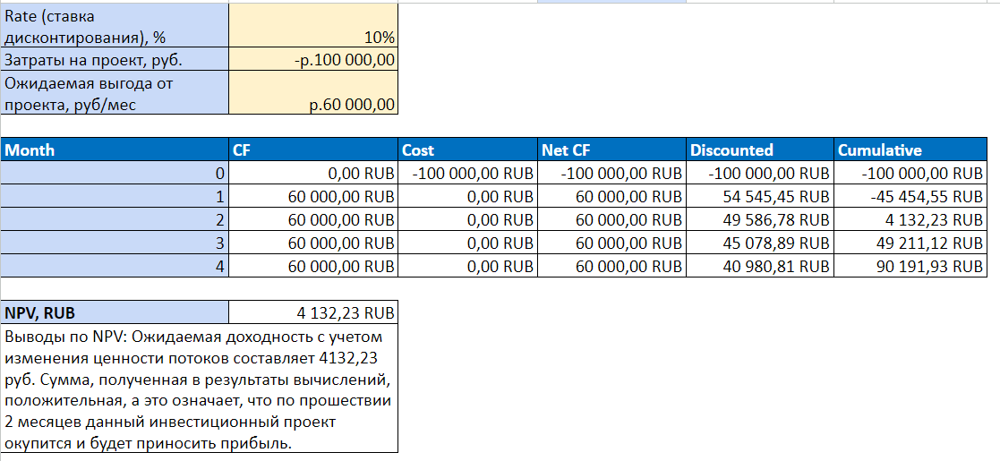 Rate (ставка
дисконтирования), %
10%
Затраты на проект, руб.
-р.100 000,00
Ожидаемая выгода от
проекта, руб/мес
р.60 000,00
Month CF Cost Net CF Discounted Cumulative
0 0,00 RUB -100 000,00 RUB -100 000,00 RUB -100 000,00 RUB -100 000,00 RUB
1 60 000,00 RUB 0,00 RUB 60 000,00 RUB 54 545,45 RUB -45 454,55 RUB
2 60 000,00 RUB 0,00 RUB 60 000,00 RUB 49 586,78 RUB 4 132,23 RUB
3 60 000,00 RUB 0,00 RUB 60 000,00 RUB 45 078,89 RUB 49 211,12 RUB
4 60 000,00 RUB 0,00 RUB 60 000,00 RUB 40 980,81 RUB 90 191,93 RUB
NPV, RUB 4 132,23 RUB
Выводы по NPV: Ожидаемая доходность с учетом
изменения ценности потоков составляет 4132,23
руб. Сумма, полученная в результаты вычислений,
положительная, а это означает, что по прошествии
2 месяцев данный инвестиционный проект
окупится и будет приносить прибыль.